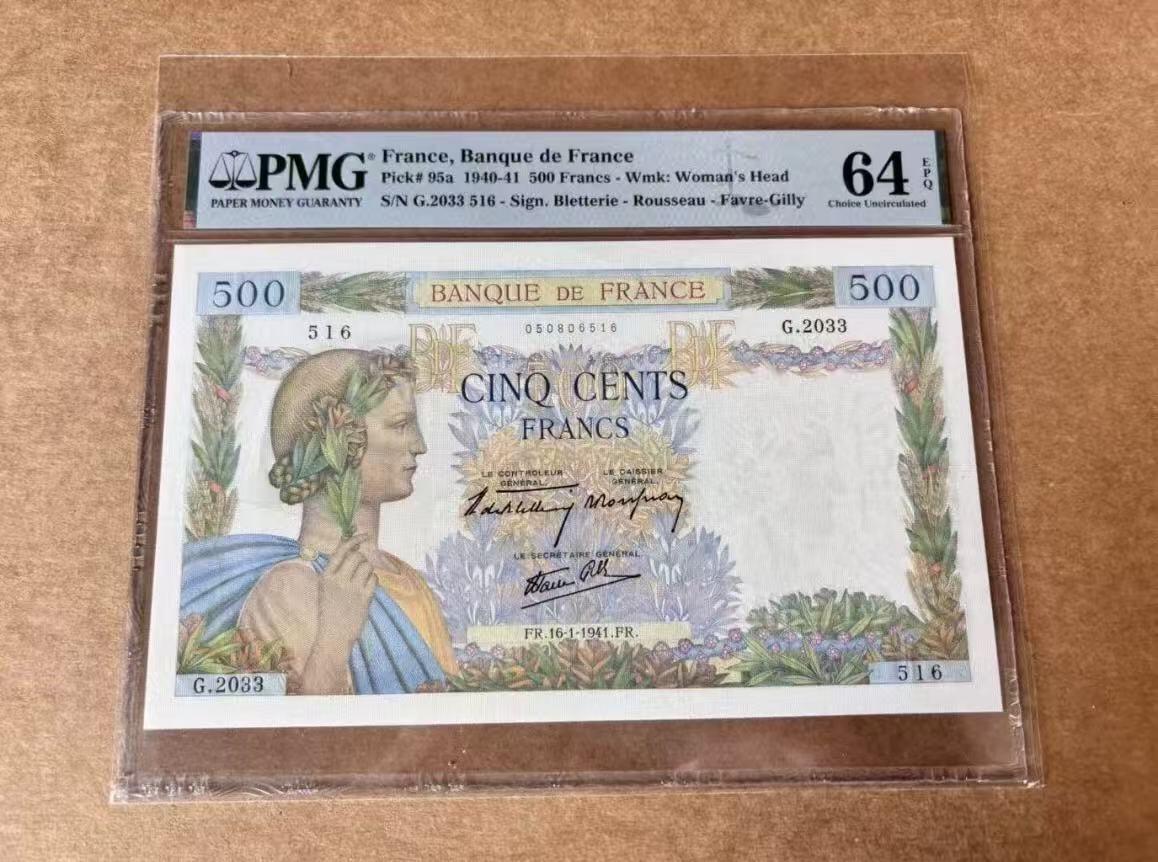 PMG®
PAPER MONEY GUARANTY
France, Banque de France
Pick# 95a 1940-41 500 Francs - Wmk: Woman's Head
S/N G.2033 516 - Sign. Bletterie - Rousseau - Favre-Gilly
64
EPQ
Choice Uncirculated
500
BANQUE DE FRANCE
500
516
050806516
G.2033
BDF
BDF
CINQ CENTS
FRANCS
LE CONTROLEUR
GÉNÉRAL,
LE CAISSIER
GÉNÉRAL,
LE SECRÉTAIRE GÉNÉRAL
FR.16-1-1941.FR.
G.2033
516